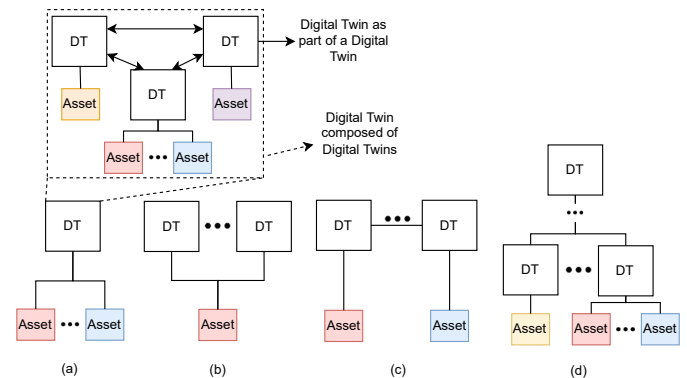 DT
DT
Digital Twin as
part of a Digital
Twin
DT
Asset
Asset
Digital Twin
composed of
Digital Twins
Asset
Asset
DT
DT
DT
DT
DT
DT
DT
DT
Asset
Asset
Asset
Asset
Asset
Asset
Asset
Asset
(a)
(b)
(c)
(d)